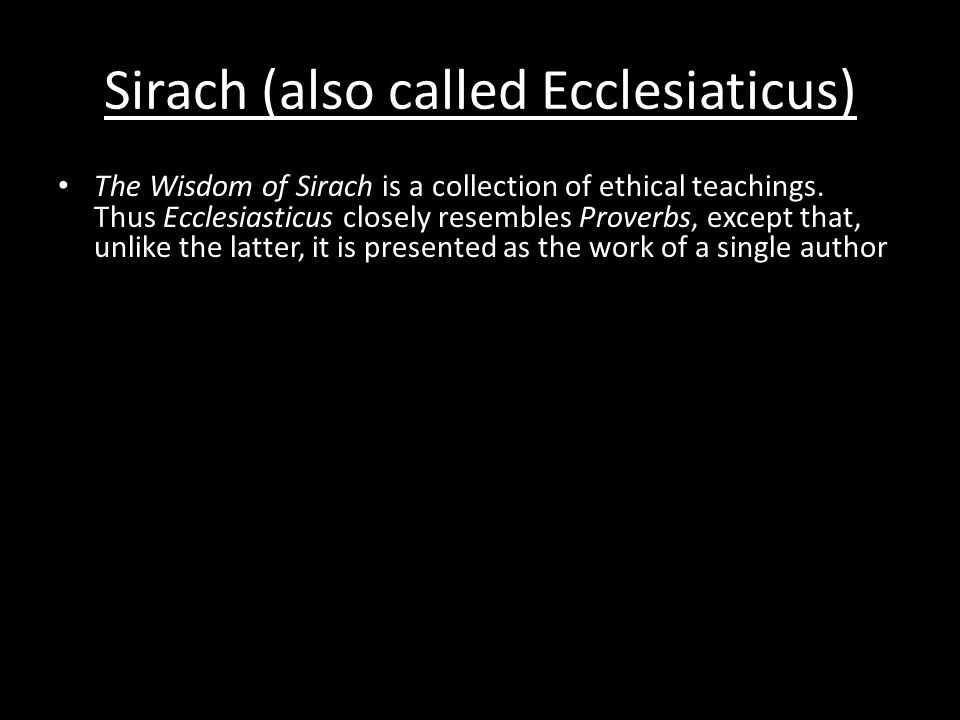 Sirach (also called Ecclesiaticus)
• The Wisdom of Sirach is a collection of ethical teachings.
Thus Ecclesiasticus closely resembles Proverbs, except that,
unlike the latter, it is presented as the work of a single author